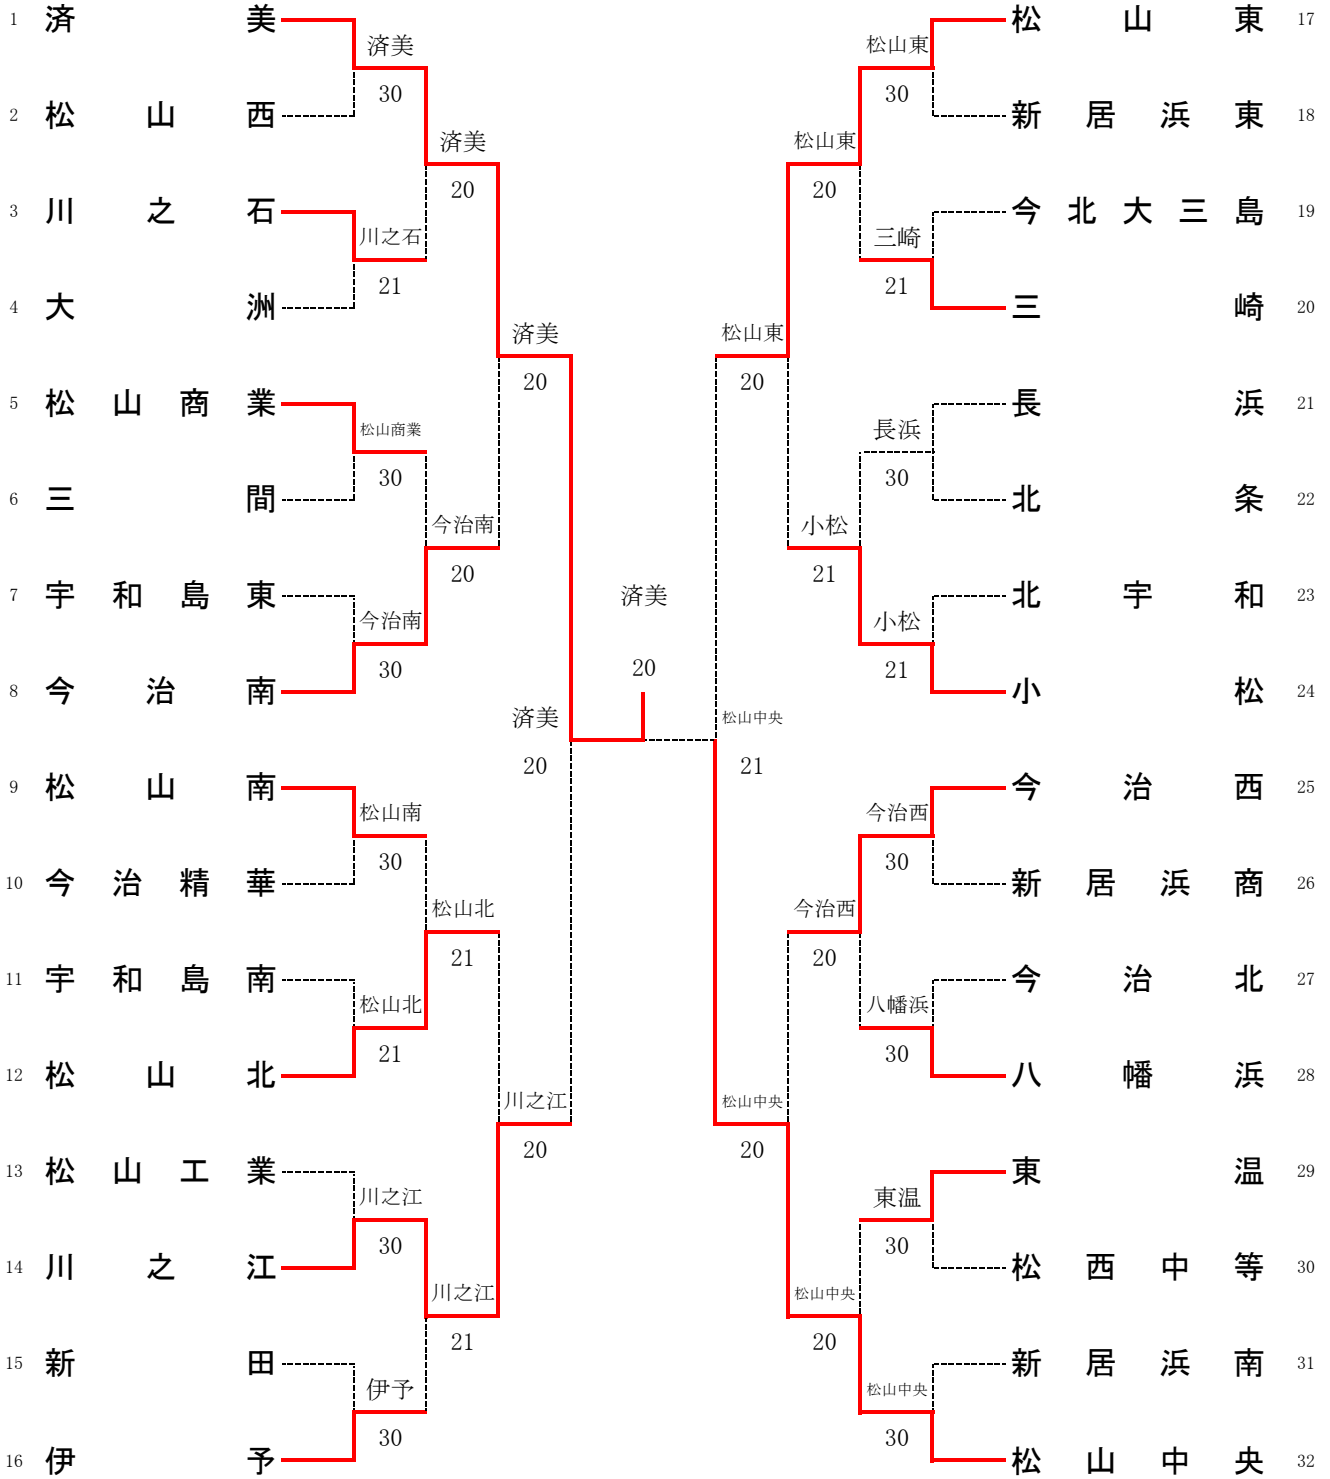 1 済美
済美
30
2 松山西
済美
20
3 川之石
川之石
21
4 大洲
済美
20
5 松山商業
松山商業
30
6 三間
今治南
20
7 宇和島東
今治南
30
8 今治南
済美
20
9 松山南
松山南
30
10 今治精華
松山北
21
11 宇和島南
松山北
21
12 松山北
川之江
20
13 松山工業
川之江
30
14 川之江
川之江
21
15 新田
伊予
30
16 伊予
済美
20
松山東 17
松山東
30
新居浜東 18
松山東
20
今北大三島 19
三崎
21
三崎 20
松山東
20
長浜 21
長浜
30
北条 22
小松
21
北宇和 23
小松
21
小松 24
松山中央
21
今治西 25
今治西
30
新居浜商 26
今治西
20
今治北 27
八幡浜
30
八幡浜 28
松山中央
20
東温 29
東温
30
松西中等 30
松山中央
20
新居浜南 31
松山中央
30
松山中央 32